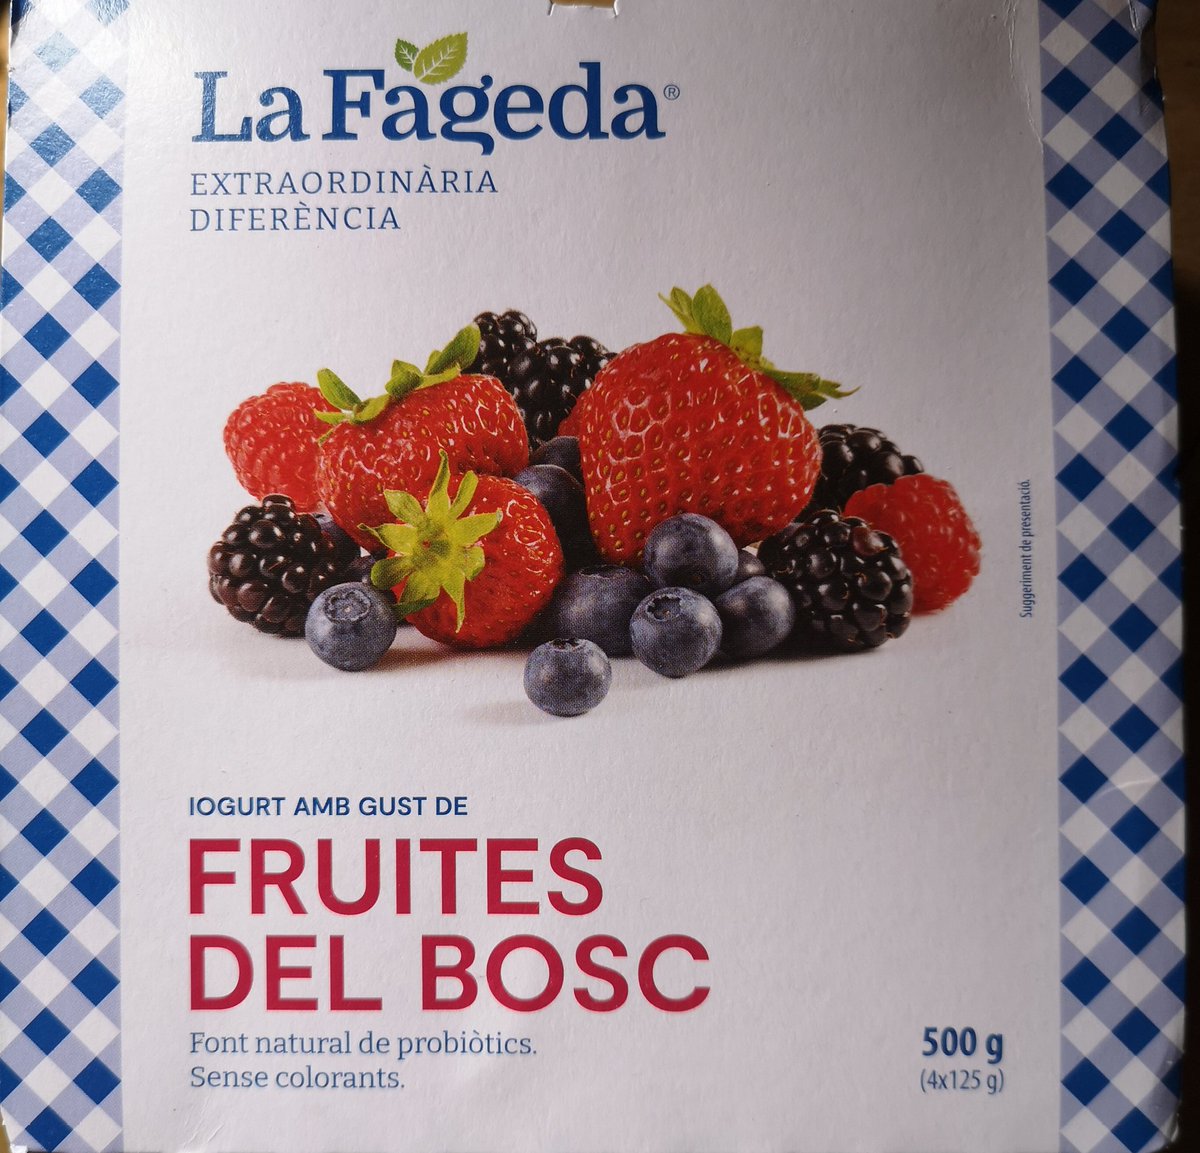 La Fageda®
EXTRAORDINÀRIA
DIFERÈNCIA
Suggeriment de presentació.
IOGURT AMB GUST DE
FRUITES
DEL BOSC
Font natural de probiòtics.
Sense colorants.
500 g
(4x125 g)